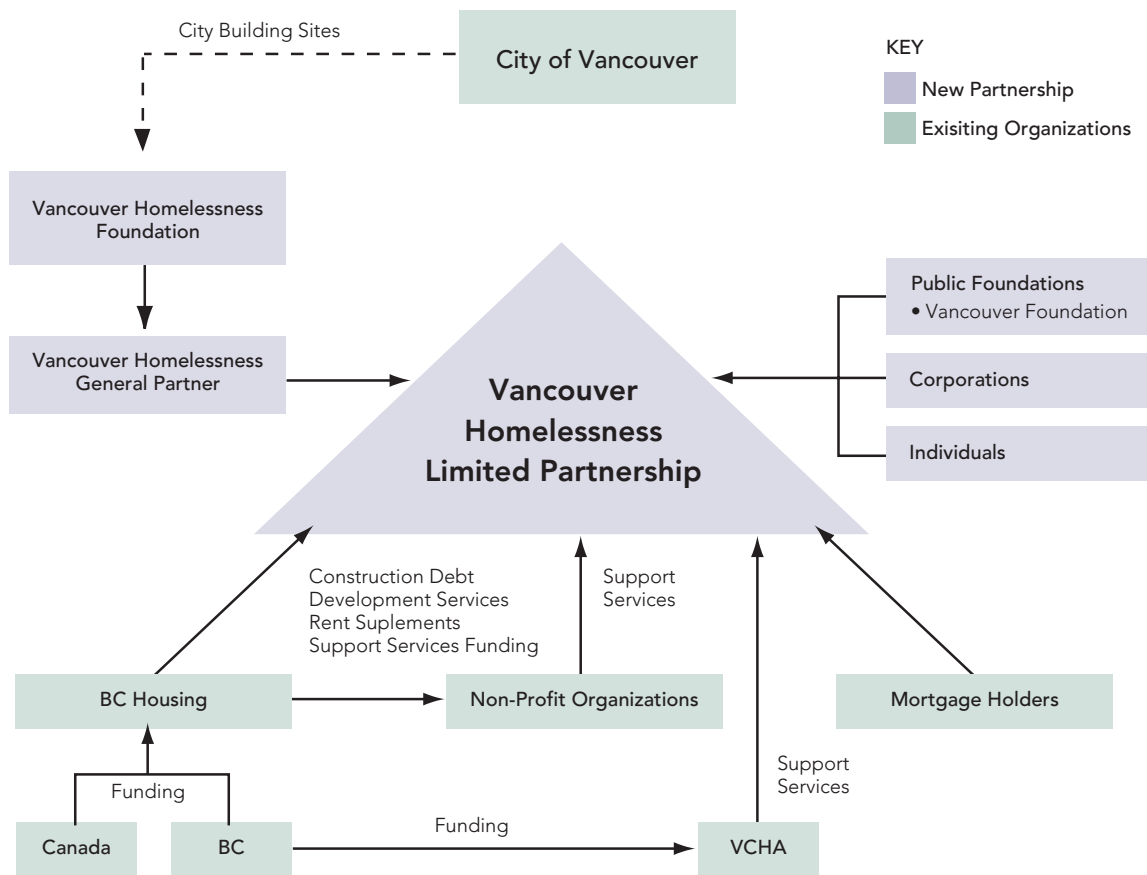 City Building Sites
City of Vancouver
KEY
New Partnership
Exisiting Organizations
Vancouver Homelessness
Foundation
Vancouver Homelessness
General Partner
Vancouver
Homelessness
Limited Partnership
Public Foundations
• Vancouver Foundation
Corporations
Individuals
Construction Debt
Development Services
Rent Suplements
Support Services Funding
Support
Services
BC Housing
Non-Profit Organizations
Mortgage Holders
Funding
Support
Services
Canada
BC
Funding
VCHA